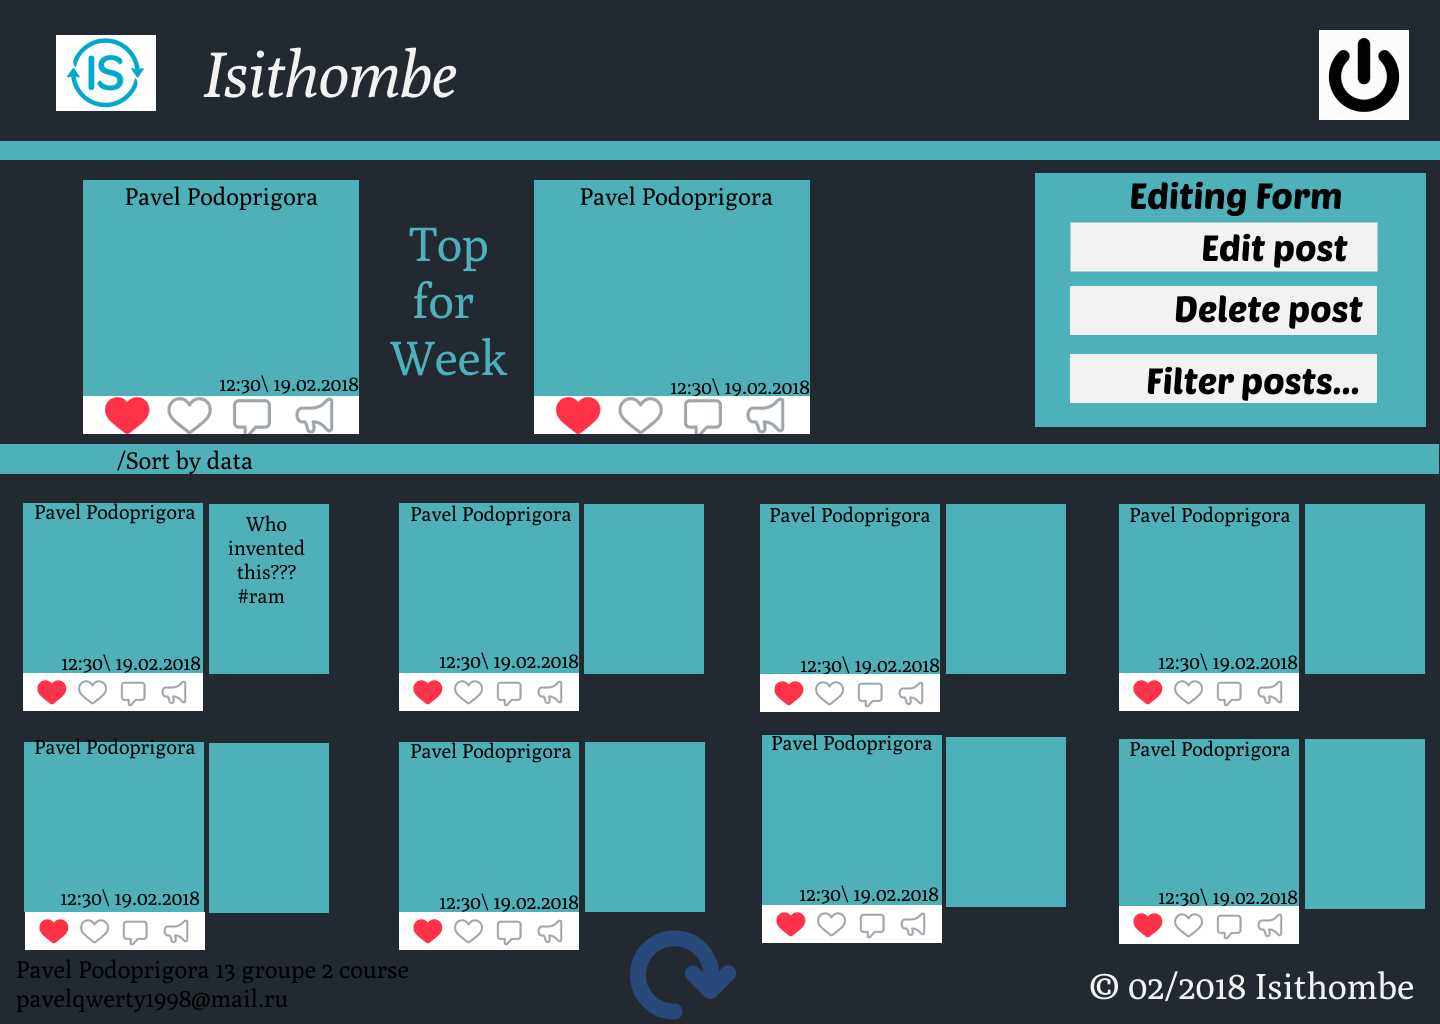 IS
Isithombe
Pavel Podoprigora
12:30\ 19.02.2018
Top
for
Week
Pavel Podoprigora
12:30\ 19.02.2018
Editing Form
Edit post
Delete post
Filter posts...
/Sort by data
Pavel Podoprigora
12:30\ 19.02.2018
Who
invented
this???
#ram
Pavel Podoprigora
12:30\ 19.02.2018
Pavel Podoprigora
12:30\ 19.02.2018
Pavel Podoprigora
12:30\ 19.02.2018
Pavel Podoprigora
12:30\ 19.02.2018
Pavel Podoprigora
12:30\ 19.02.2018
Pavel Podoprigora
12:30\ 19.02.2018
Pavel Podoprigora
12:30\ 19.02.2018
Pavel Podoprigora 13 groupe 2 course
pavelqwerty1998@mail.ru
© 02/2018 Isithombe